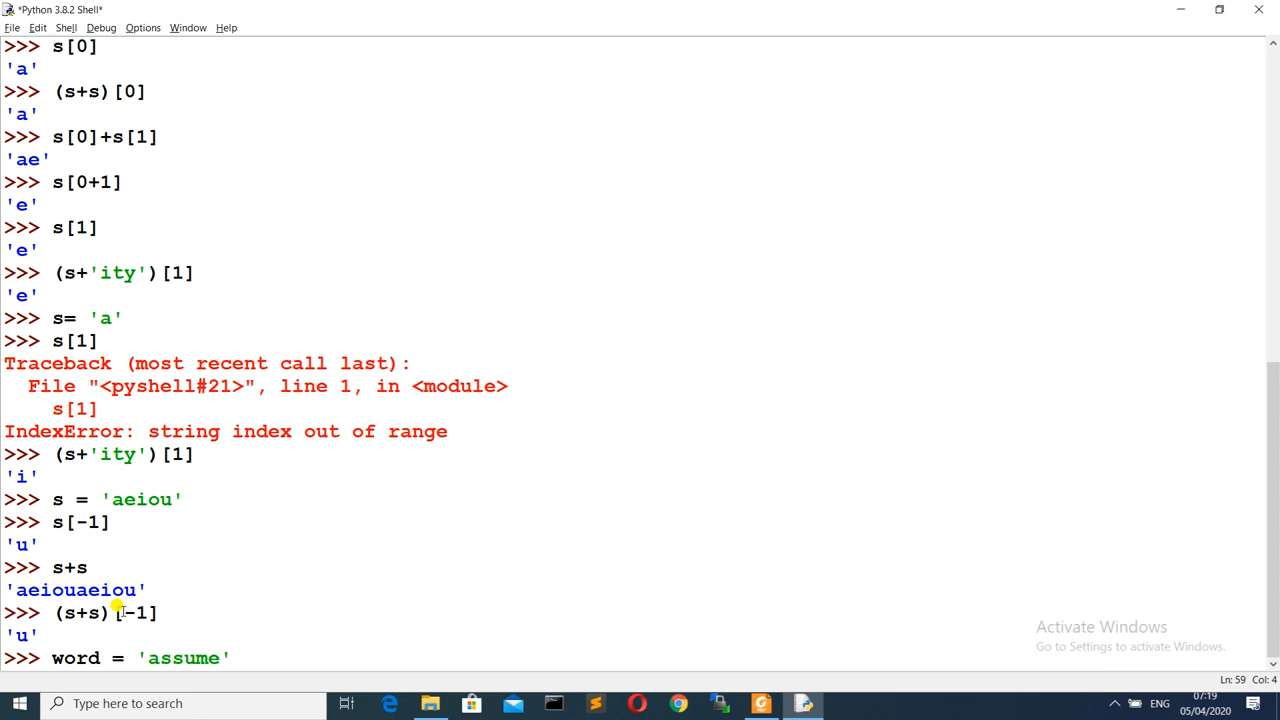 *Python 3.8.2 Shell*
File Edit Shell Debug Options Window Help
>>> s[0]
'a'
>>> (s+s)[0]
'a'
>>> s[0]+s[1]
'ae'
>>> s[0+1]
'e'
>>> s[1]
'e'
>>> (s+'ity')[1]
'e'
>>> s= 'a'
>>> s[1]
Traceback (most recent call last):
  File "<pyshell#21>", line 1, in <module>
    s[1]
IndexError: string index out of range
>>> (s+'ity')[1]
'i'
>>> s = 'aeiou'
>>> s[-1]
'u'
>>> s+s
'aeiouaeiou'
>>> (s+s)[-1]
'u'
>>> word = 'assume'
Activate Windows
Go to Settings to activate Windows.
Ln: 59 Col: 4
Type here to search
ENG
07:19
05/04/2020